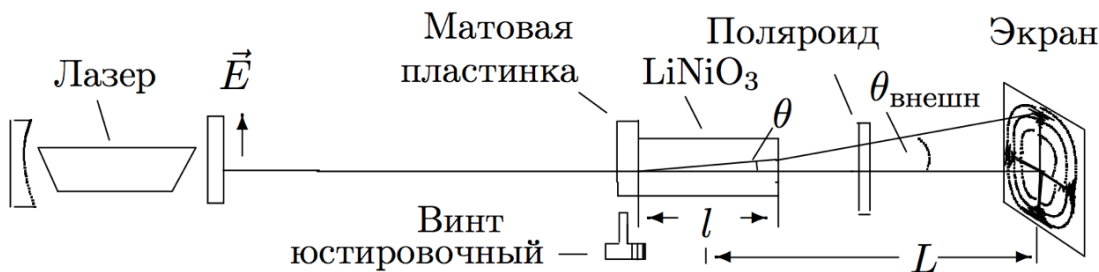 Лазер
E⃗
Матовая
пластинка
LiNiO₃
Поляроид
Экран
θ
θвнешн
Винт
юстировочный
l
L